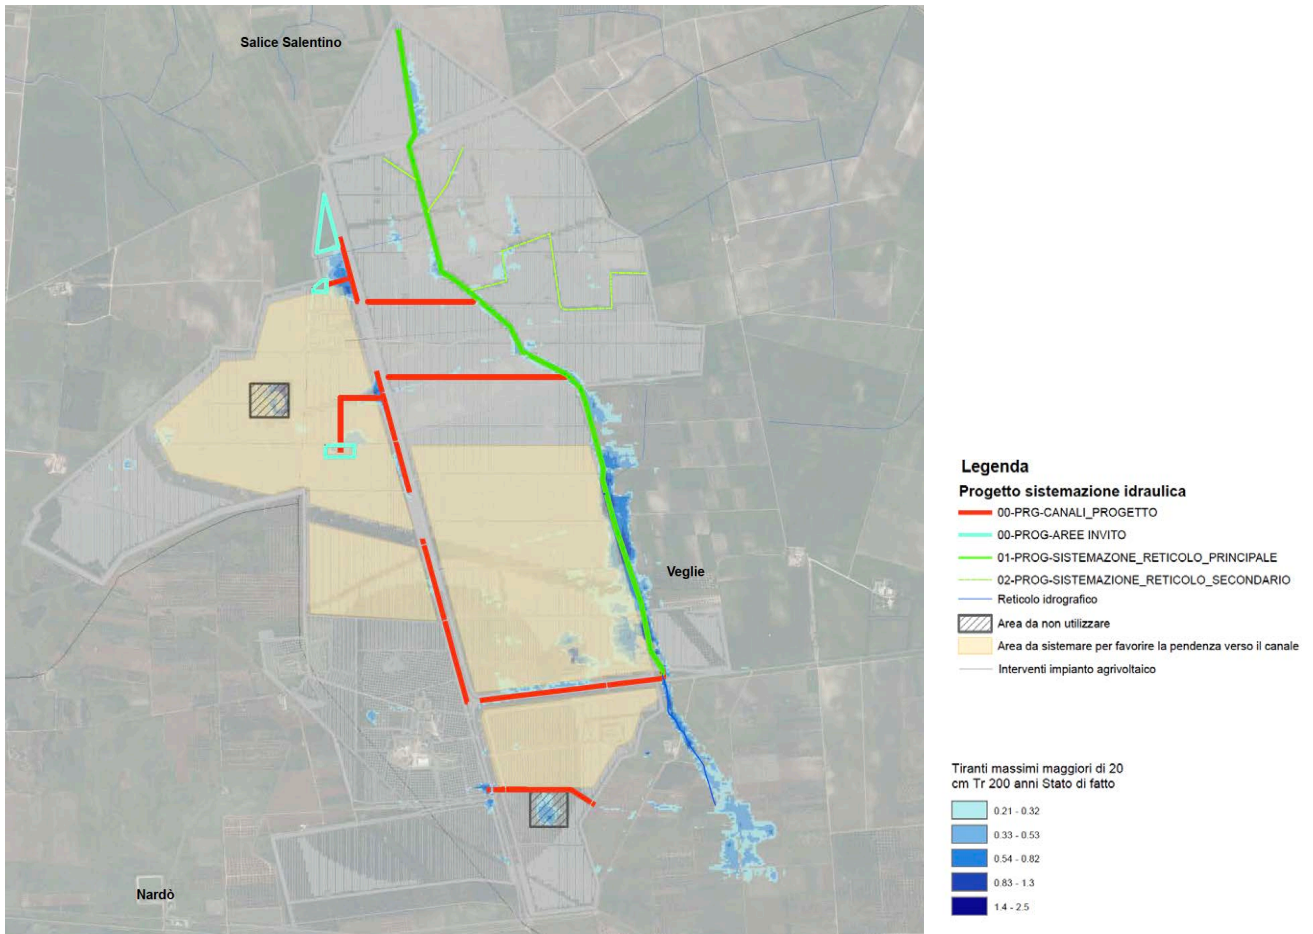 Salice Salentino
Veglie
Nardò
Legenda
Progetto sistemazione idraulica
00-PRG-CANALI_PROGETTO
00-PROG-AREE INVITO
01-PROG-SISTEMAZONE_RETICOLO_PRINCIPALE
02-PROG-SISTEMAZIONE_RETICOLO_SECONDARIO
Reticolo idrografico
Area da non utilizzare
Area da sistemare per favorire la pendenza verso il canale
Interventi impianto agrivoltaico
Tiranti massimi maggiori di 20
cm Tr 200 anni Stato di fatto
0.21 - 0.32
0.33 - 0.53
0.54 - 0.82
0.83 - 1.3
1.4 - 2.5